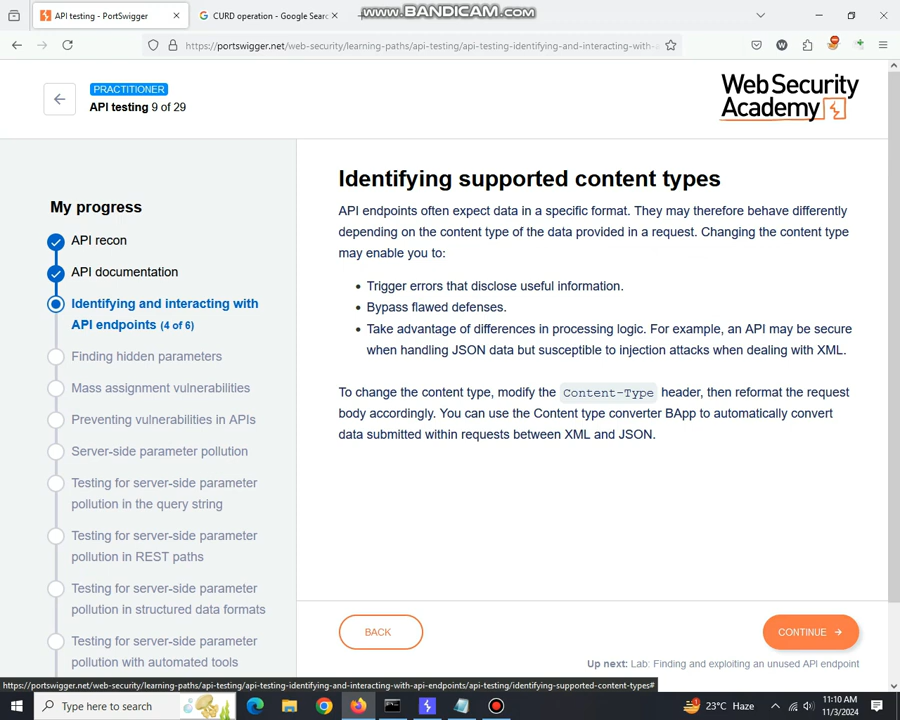 API testing - PortSwigger
CURD operation - Google Searc
www.BANDICAM.com
https://portswigger.net/web-security/learning-paths/api-testing/api-testing-identifying-and-interacting-with-
PRACTITIONER
API testing 9 of 29
WebSecurity
Academy
My progress
API recon
API documentation
Identifying and interacting with
API endpoints (4 of 6)
Finding hidden parameters
Mass assignment vulnerabilities
Preventing vulnerabilities in APIs
Server-side parameter pollution
Testing for server-side parameter
pollution in the query string
Testing for server-side parameter
pollution in REST paths
Testing for server-side parameter
pollution in structured data formats
Testing for server-side parameter
pollution with automated tools
Identifying supported content types
API endpoints often expect data in a specific format. They may therefore behave differently
depending on the content type of the data provided in a request. Changing the content type
may enable you to:
• Trigger errors that disclose useful information.
• Bypass flawed defenses.
• Take advantage of differences in processing logic. For example, an API may be secure
when handling JSON data but susceptible to injection attacks when dealing with XML.
To change the content type, modify the Content-Type header, then reformat the request
body accordingly. You can use the Content type converter BApp to automatically convert
data submitted within requests between XML and JSON.
BACK
CONTINUE
Up next: Lab: Finding and exploiting an unused API endpoint
https://portswigger.net/web-security/learning-paths/api-testing/api-testing-identifying-and-interacting-with-api-endpoints/api-testing/identifying-supported-content-types#
Type here to search
23°C Haze
11:10 AM
11/3/2024